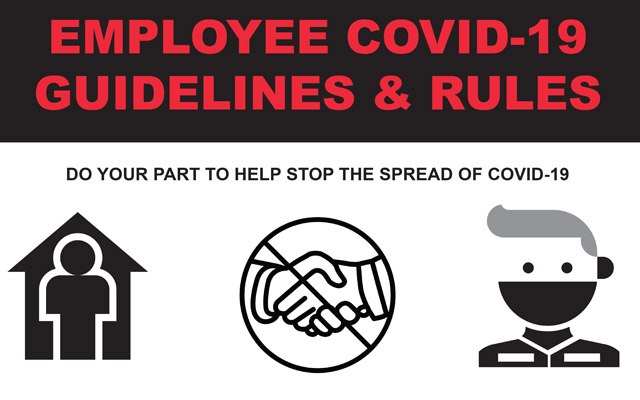 EMPLOYEE COVID-19
GUIDELINES & RULES
DO YOUR PART TO HELP STOP THE SPREAD OF COVID-19